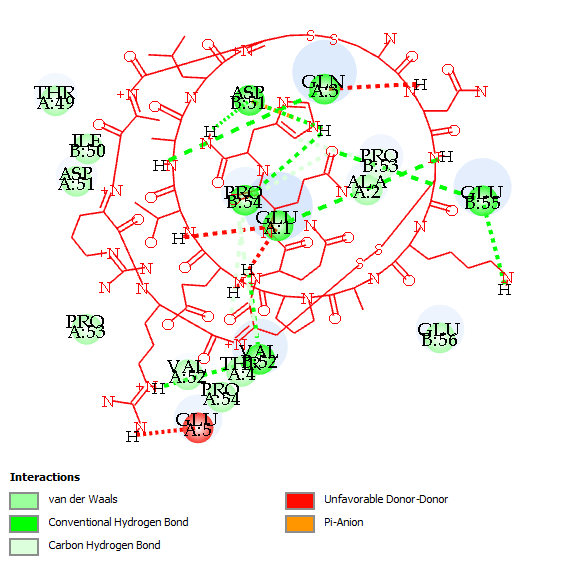 THR
A:49
ILE
B:50
ASP
A:51
ASP
B:51
GLN
A:3
PRO
B:53
ALA
A:2
GLU
B:55
PRO
B:54
GLU
A:1
PRO
A:53
GLU
B:56
VAL
A:52
THR
A:4
VAL
B:52
PRO
A:54
GLU
A:5
Interactions
van der Waals
Conventional Hydrogen Bond
Carbon Hydrogen Bond
Unfavorable Donor-Donor
Pi-Anion